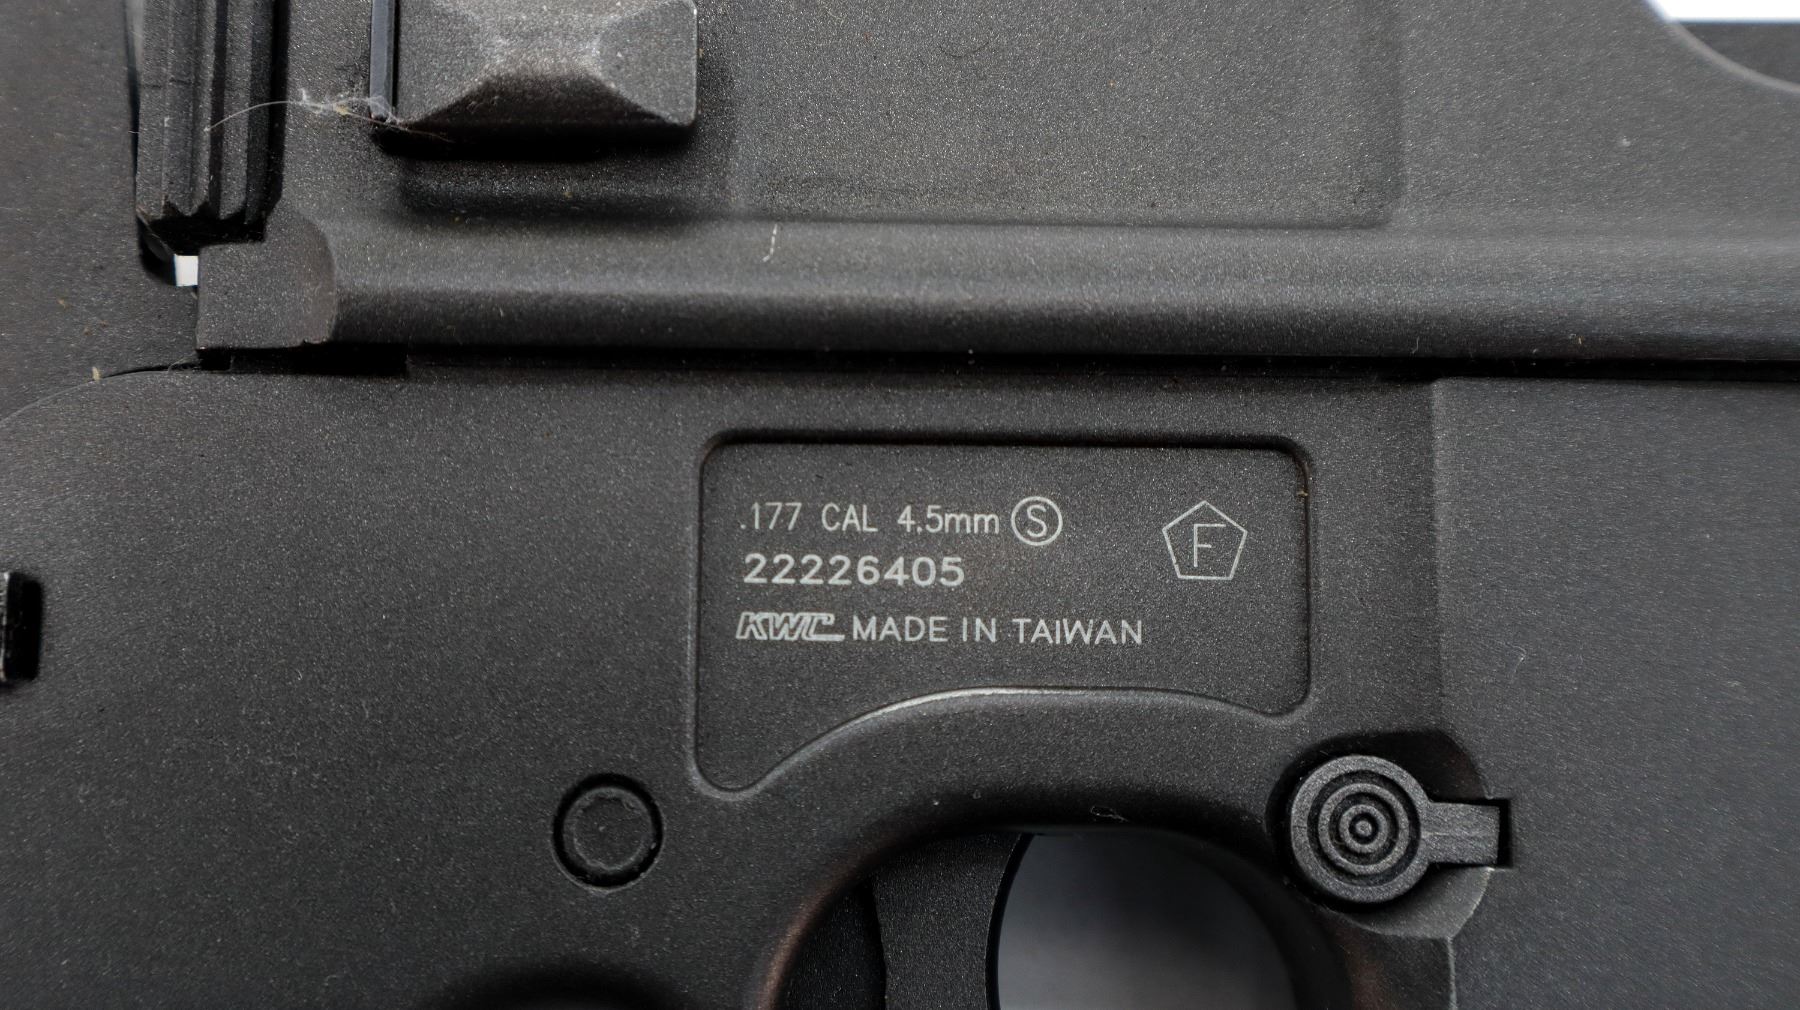 .177 CAL 4.5mm Ⓢ
F
22226405
KWC MADE IN TAIWAN